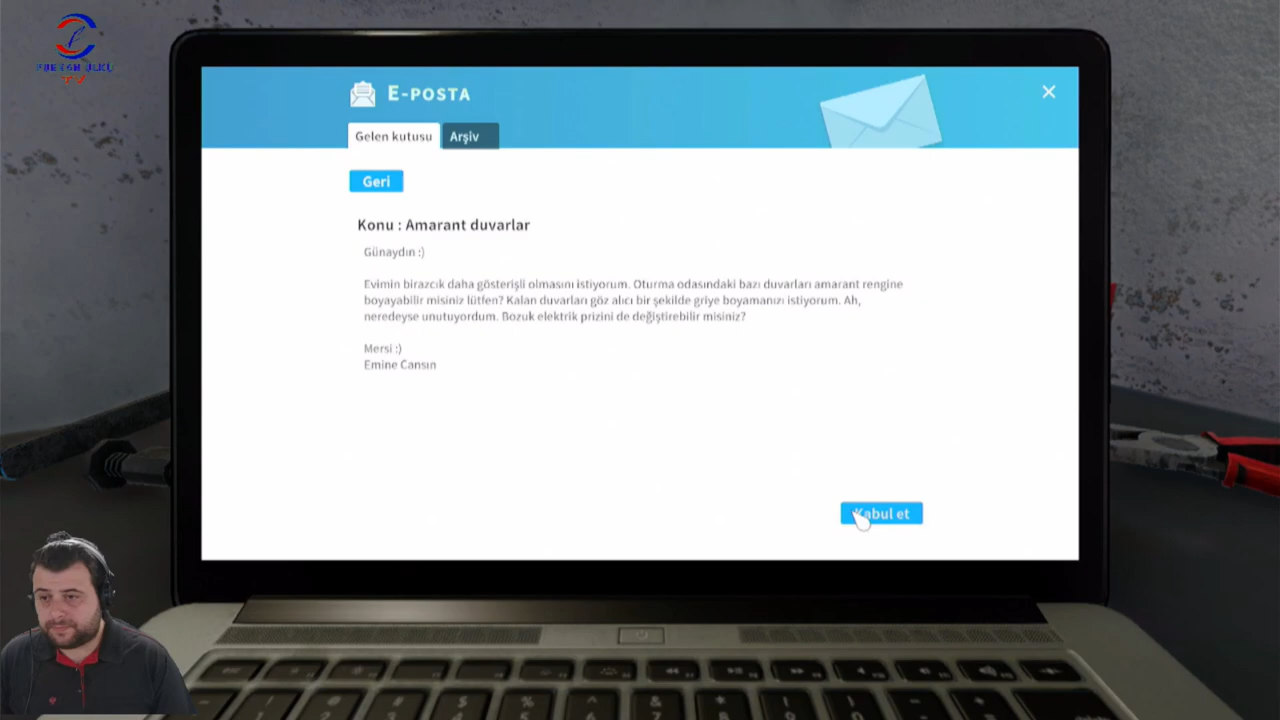 E-POSTA
Gelen kutusu
Arşiv
Geri
Konu : Amarant duvarlar
Günaydın :)
Evimin birazcık daha gösterişli olmasını istiyorum. Oturma odasındaki bazı duvarları amarant rengine
boyayabilir misiniz lütfen? Kalan duvarları göz alıcı bir şekilde griye boyamanızı istiyorum. Ah,
neredeyse unutuyordum. Bozuk elektrik prizini de değiştirebilir misiniz?
Mersi :)
Emine Cansın
Kabul et